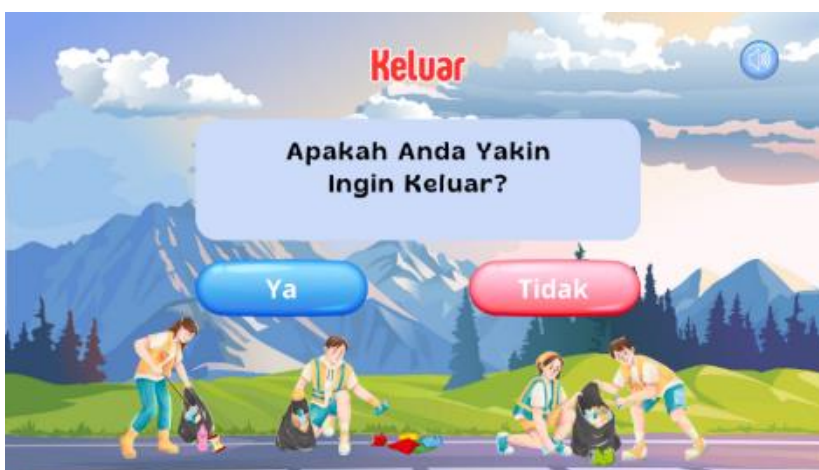 Keluar
Apakah Anda Yakin
Ingin Keluar?
Ya
Tidak